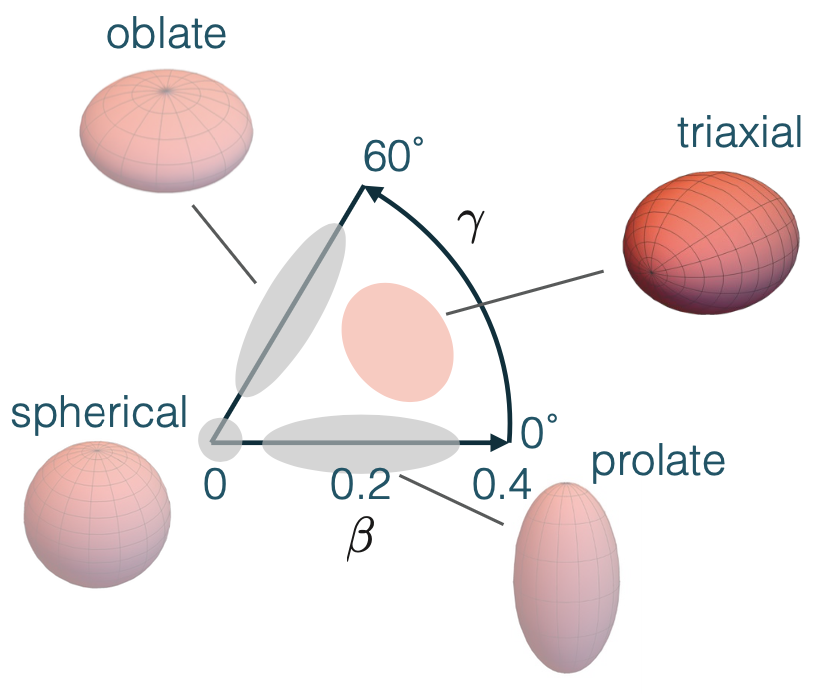 oblate
triaxial
60°
γ
spherical
0°
prolate
0 0.2 0.4
β